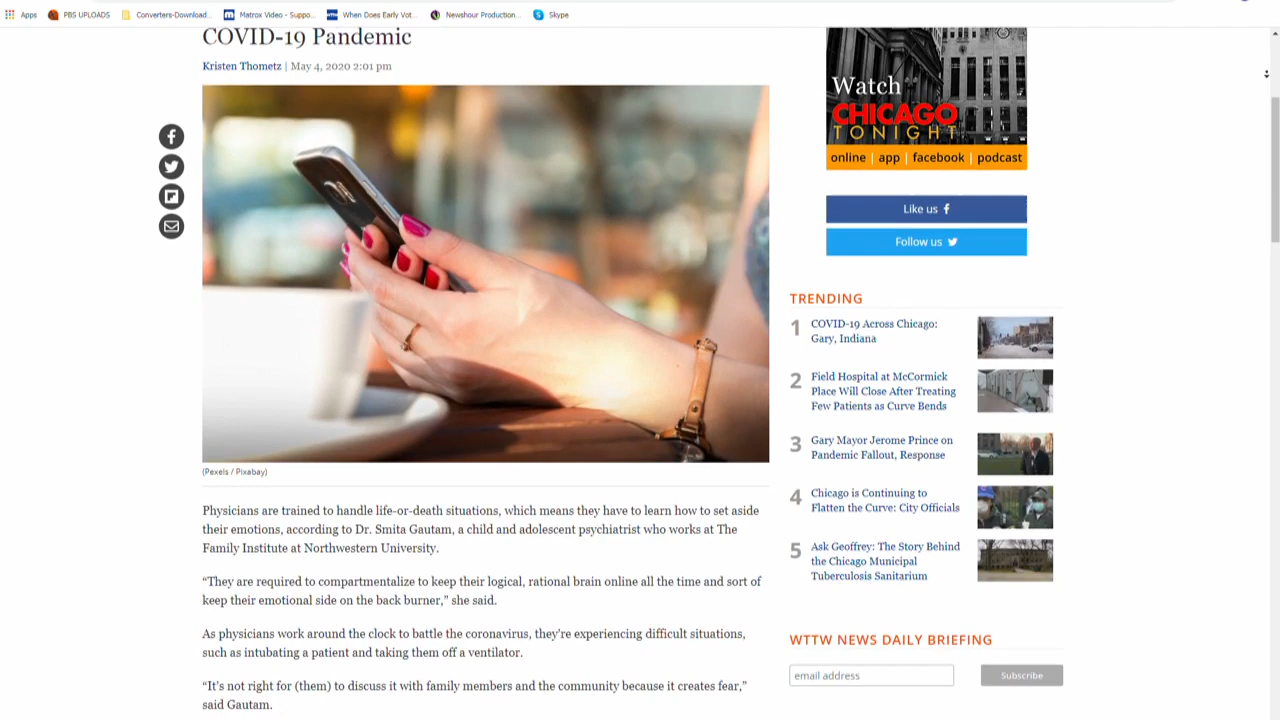 Apps
PBS UPLOADS
Converters-Download...
Matrox Video - Suppo...
When Does Early Vot...
Newshour Production...
Skype
COVID-19 Pandemic
Kristen Thometz | May 4, 2020 2:01 pm
(Pexels / Pixabay)
Physicians are trained to handle life-or-death situations, which means they have to learn how to set aside
their emotions, according to Dr. Smita Gautam, a child and adolescent psychiatrist who works at The
Family Institute at Northwestern University.
“They are required to compartmentalize to keep their logical, rational brain online all the time and sort of
keep their emotional side on the back burner,” she said.
As physicians work around the clock to battle the coronavirus, they’re experiencing difficult situations,
such as intubating a patient and taking them off a ventilator.
“It’s not right for (them) to discuss it with family members and the community because it creates fear,”
said Gautam.
Watch
CHICAGO
TONIGHT
online | app | facebook | podcast
Like us
Follow us
TRENDING
1 COVID-19 Across Chicago:
Gary, Indiana
2 Field Hospital at McCormick
Place Will Close After Treating
Few Patients as Curve Bends
3 Gary Mayor Jerome Prince on
Pandemic Fallout, Response
4 Chicago is Continuing to
Flatten the Curve: City Officials
5 Ask Geoffrey: The Story Behind
the Chicago Municipal
Tuberculosis Sanitarium
WTTW NEWS DAILY BRIEFING
email address
Subscribe